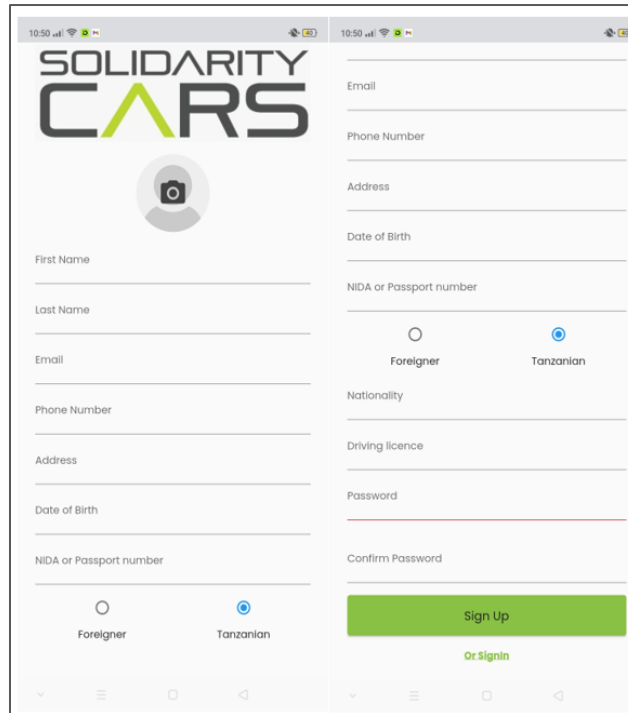 10:50
40
SOLIDARITY
CARS
First Name
Last Name
Email
Phone Number
Address
Date of Birth
NIDA or Passport number
Foreigner Tanzanian
10:50
Email
Phone Number
Address
Date of Birth
NIDA or Passport number
Foreigner Tanzanian
Nationality
Driving licence
Password
Confirm Password
Sign Up
Or SignIn